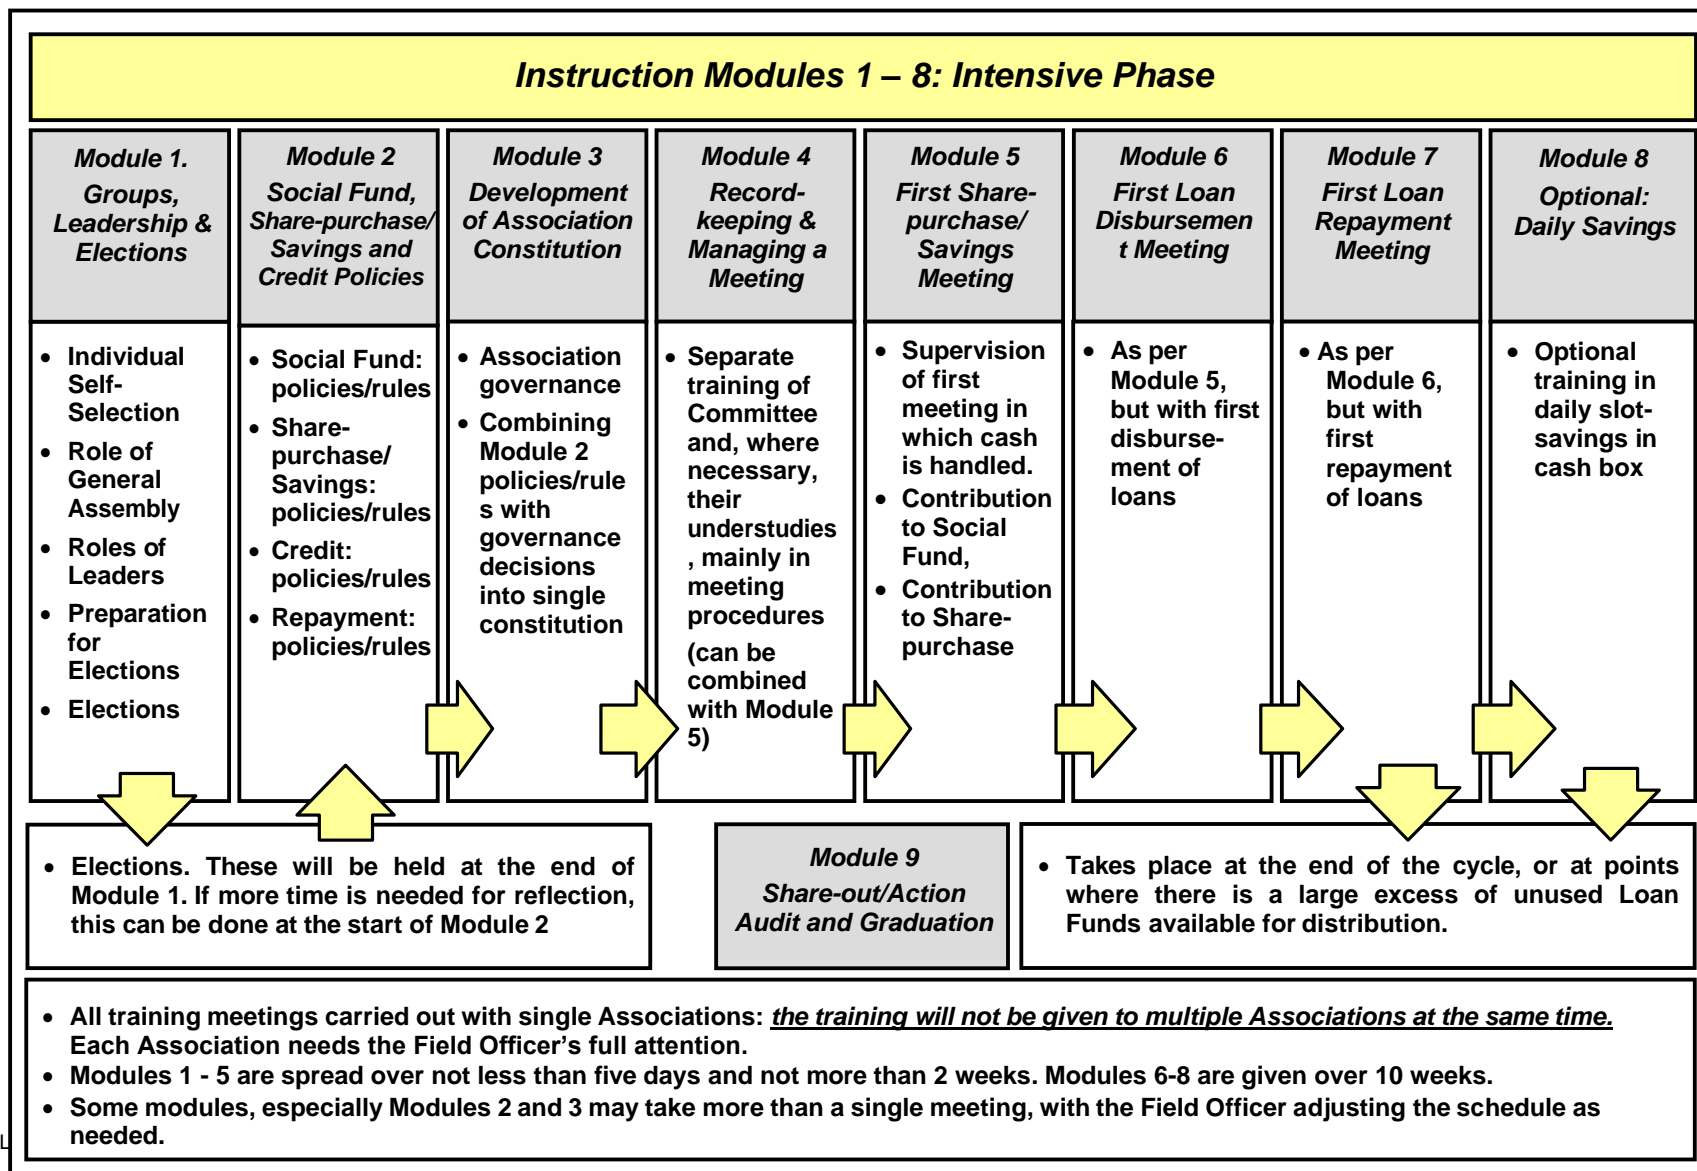 Instruction Modules 1 – 8: Intensive Phase
Module 1.
Groups,
Leadership &
Elections
Module 2
Social Fund,
Share-purchase/
Savings and
Credit Policies
Module 3
Development
of Association
Constitution
Module 4
Record-
keeping &
Managing a
Meeting
Module 5
First Share-
purchase/
Savings
Meeting
Module 6
First Loan
Disbursemen
t Meeting
Module 7
First Loan
Repayment
Meeting
Module 8
Optional:
Daily Savings
• Individual
Self-
Selection
• Role of
General
Assembly
• Roles of
Leaders
• Preparation
for
Elections
• Elections
• Social Fund:
policies/rules
• Share-
purchase/
Savings:
policies/rules
• Credit:
policies/rules
• Repayment:
policies/rules
• Association
governance
• Combining
Module 2
policies/rule
s with
governance
decisions
into single
constitution
• Separate
training of
Committee
and, where
necessary,
their
understudies
, mainly in
meeting
procedures
(can be
combined
with Module
5)
• Supervision
of first
meeting in
which cash
is handled.
• Contribution
to Social
Fund,
• Contribution
to Share-
purchase
• As per
Module 5,
but with first
disburse-
ment of
loans
• As per
Module 6,
but with
first
repayment
of loans
• Optional
training in
daily slot-
savings in
cash box
• Elections. These will be held at the end of
Module 1. If more time is needed for reflection,
this can be done at the start of Module 2
Module 9
Share-out/Action
Audit and Graduation
• Takes place at the end of the cycle, or at points
where there is a large excess of unused Loan
Funds available for distribution.
• All training meetings carried out with single Associations: the training will not be given to multiple Associations at the same time.
Each Association needs the Field Officer's full attention.
• Modules 1 - 5 are spread over not less than five days and not more than 2 weeks. Modules 6-8 are given over 10 weeks.
• Some modules, especially Modules 2 and 3 may take more than a single meeting, with the Field Officer adjusting the schedule as
needed.